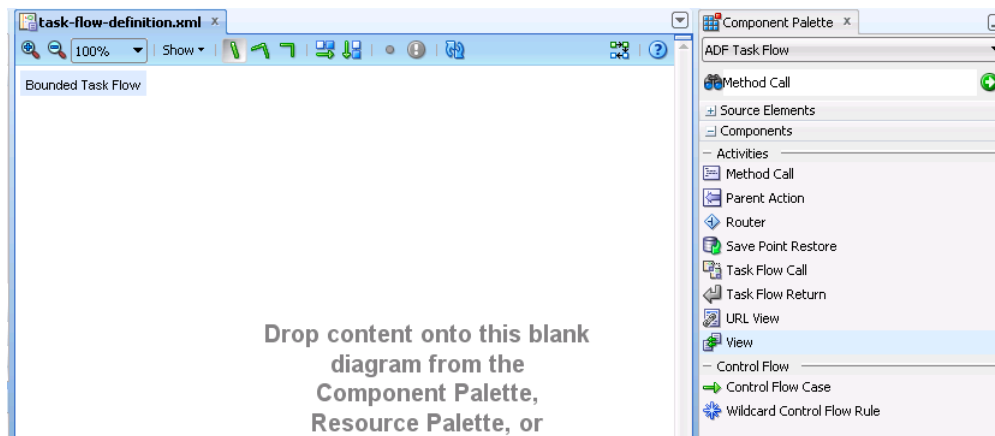 task-flow-definition.xml
100%
Show
Bounded Task Flow
Drop content onto this blank
diagram from the
Component Palette,
Resource Palette, or
Component Palette
ADF Task Flow
Method Call
Source Elements
Components
Activities
Method Call
Parent Action
Router
Save Point Restore
Task Flow Call
Task Flow Return
URL View
View
Control Flow
Control Flow Case
Wildcard Control Flow Rule